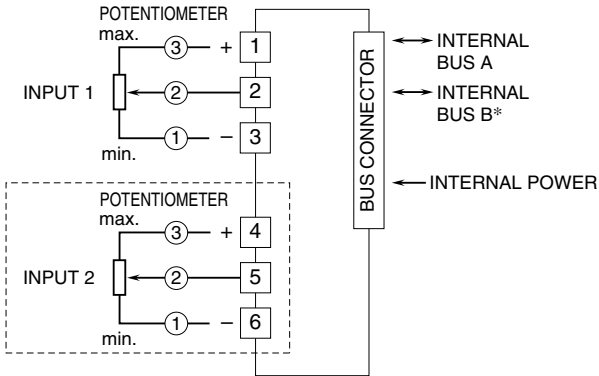 POTENTIOMETER
max.
③ + 1
INPUT 1
② 2
① − 3
min.
POTENTIOMETER
max.
③ + 4
INPUT 2
② 5
① − 6
min.
BUS CONNECTOR
INTERNAL
BUS A
INTERNAL
BUS B*
INTERNAL POWER